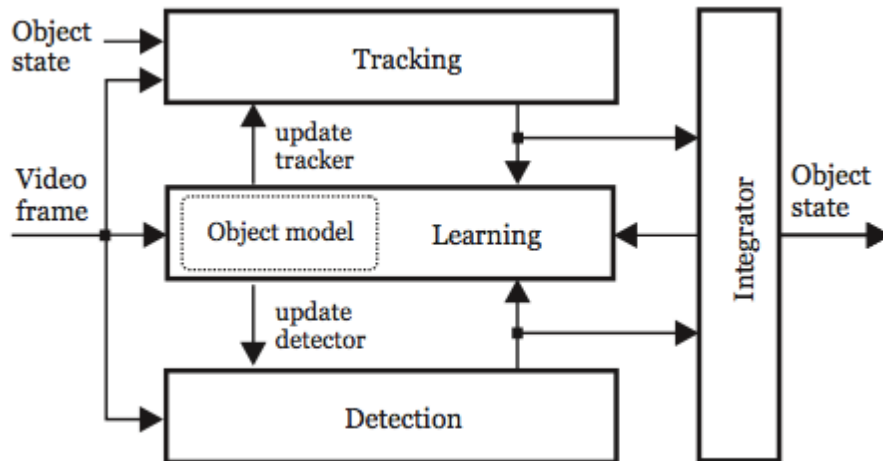 Object
state
Tracking
update
tracker
Video
frame
Object model
Learning
Integrator
Object
state
update
detector
Detection